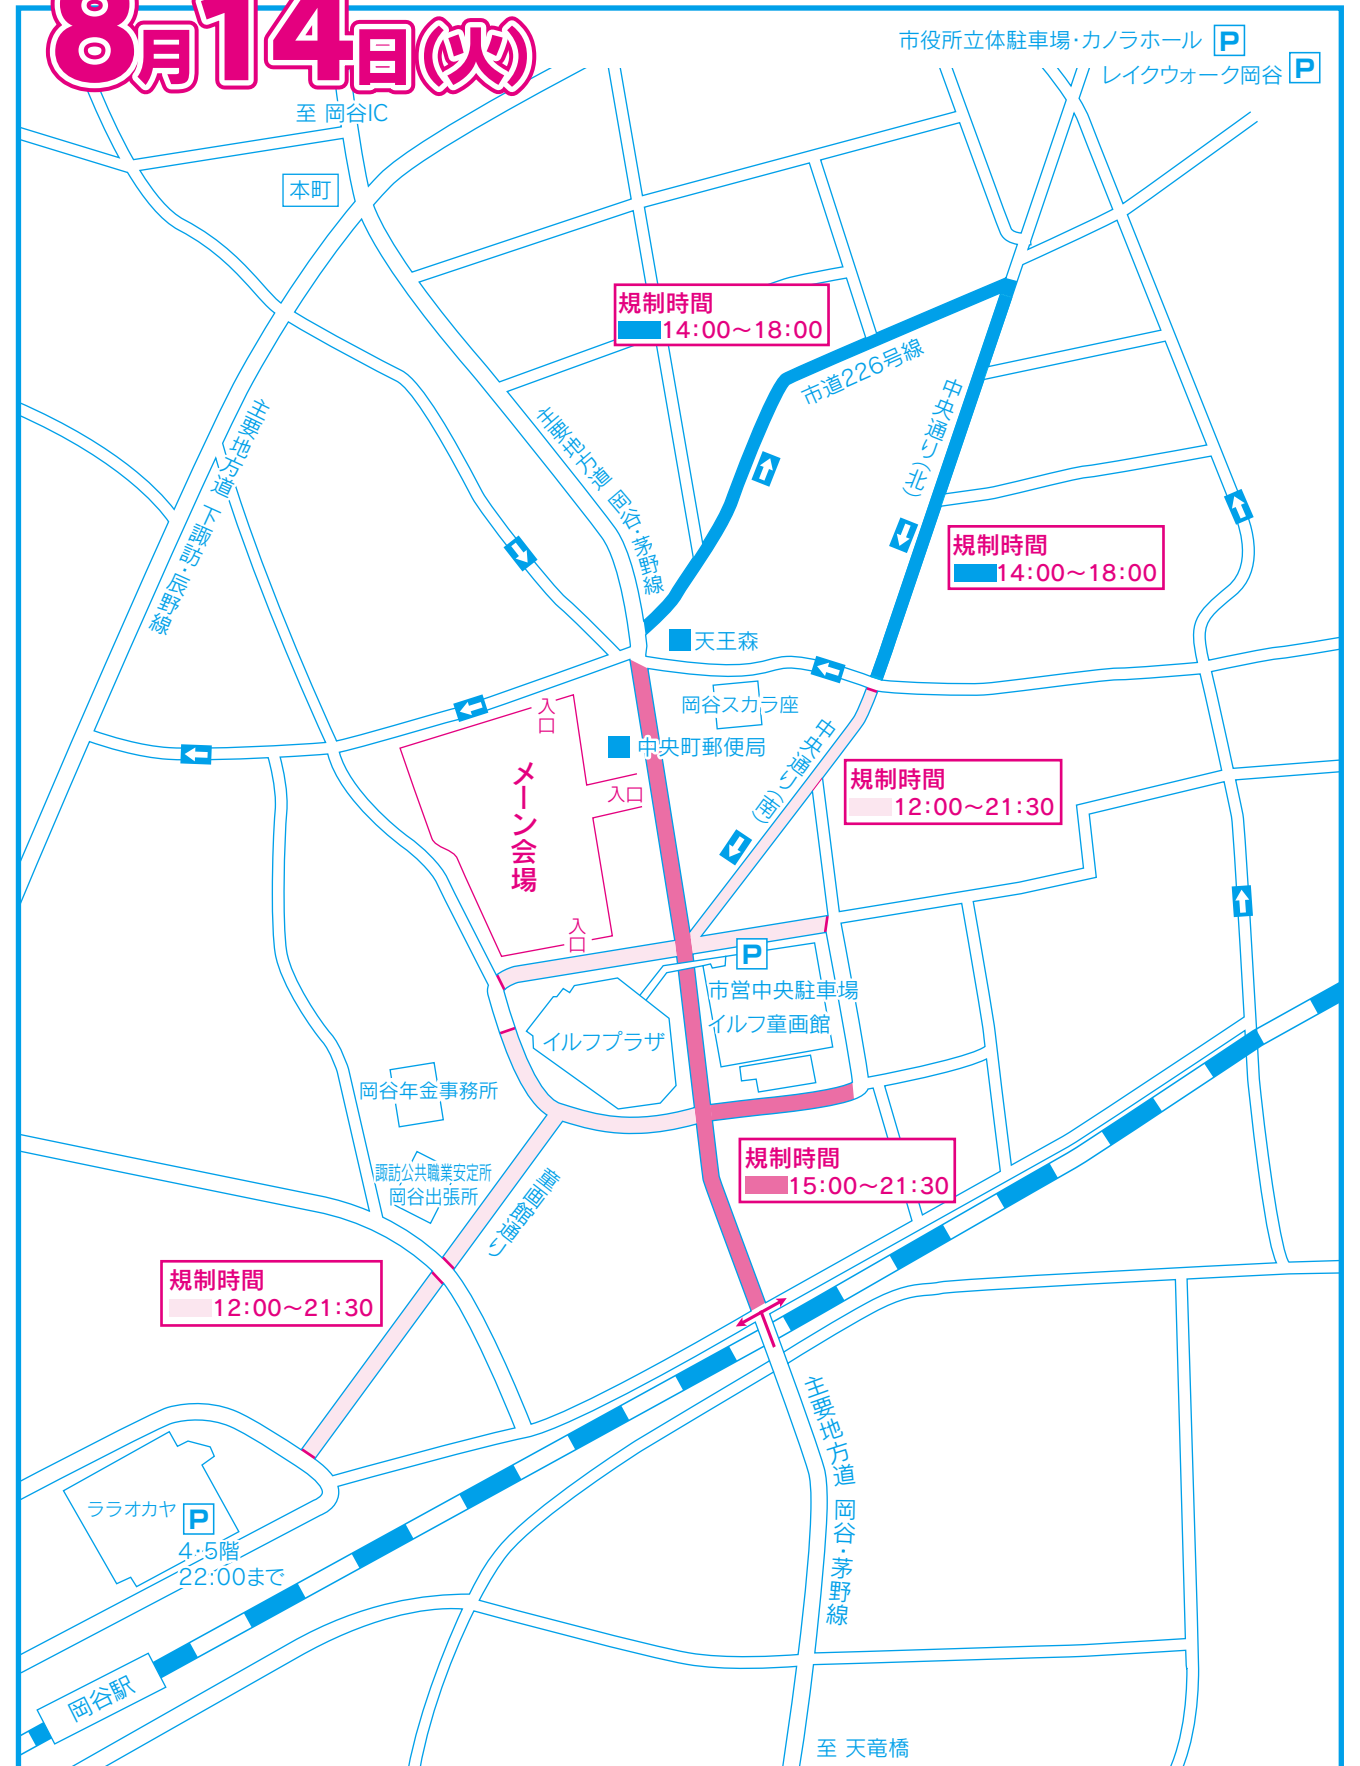 8月14日(火)
市役所立体駐車場・カノラホール P
レイクウォーク岡谷 P
至 岡谷IC
本町
規制時間
14:00～18:00
市道226号線
中央通り(北)
主要地方道 下諏訪・辰野線
主要地方道 岡谷・茅野線
規制時間
14:00～18:00
天王森
岡谷スカラ座
入口
中央町郵便局
中央通り(南)
メーン会場
入口
規制時間
12:00～21:30
入口
P
市営中央駐車場
イルフ童画館
イルフプラザ
岡谷年金事務所
諏訪公共職業安定所
岡谷出張所
童画館通り
規制時間
15:00～21:30
規制時間
12:00～21:30
主要地方道 岡谷・茅野線
ララオカヤ P
4・5階
22:00まで
岡谷駅
至 天竜橋